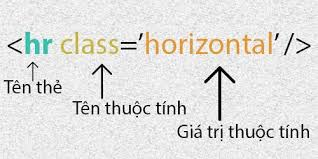 <hr class='horizontal'/>
Tên thẻ
Tên thuộc tính
Giá trị thuộc tính